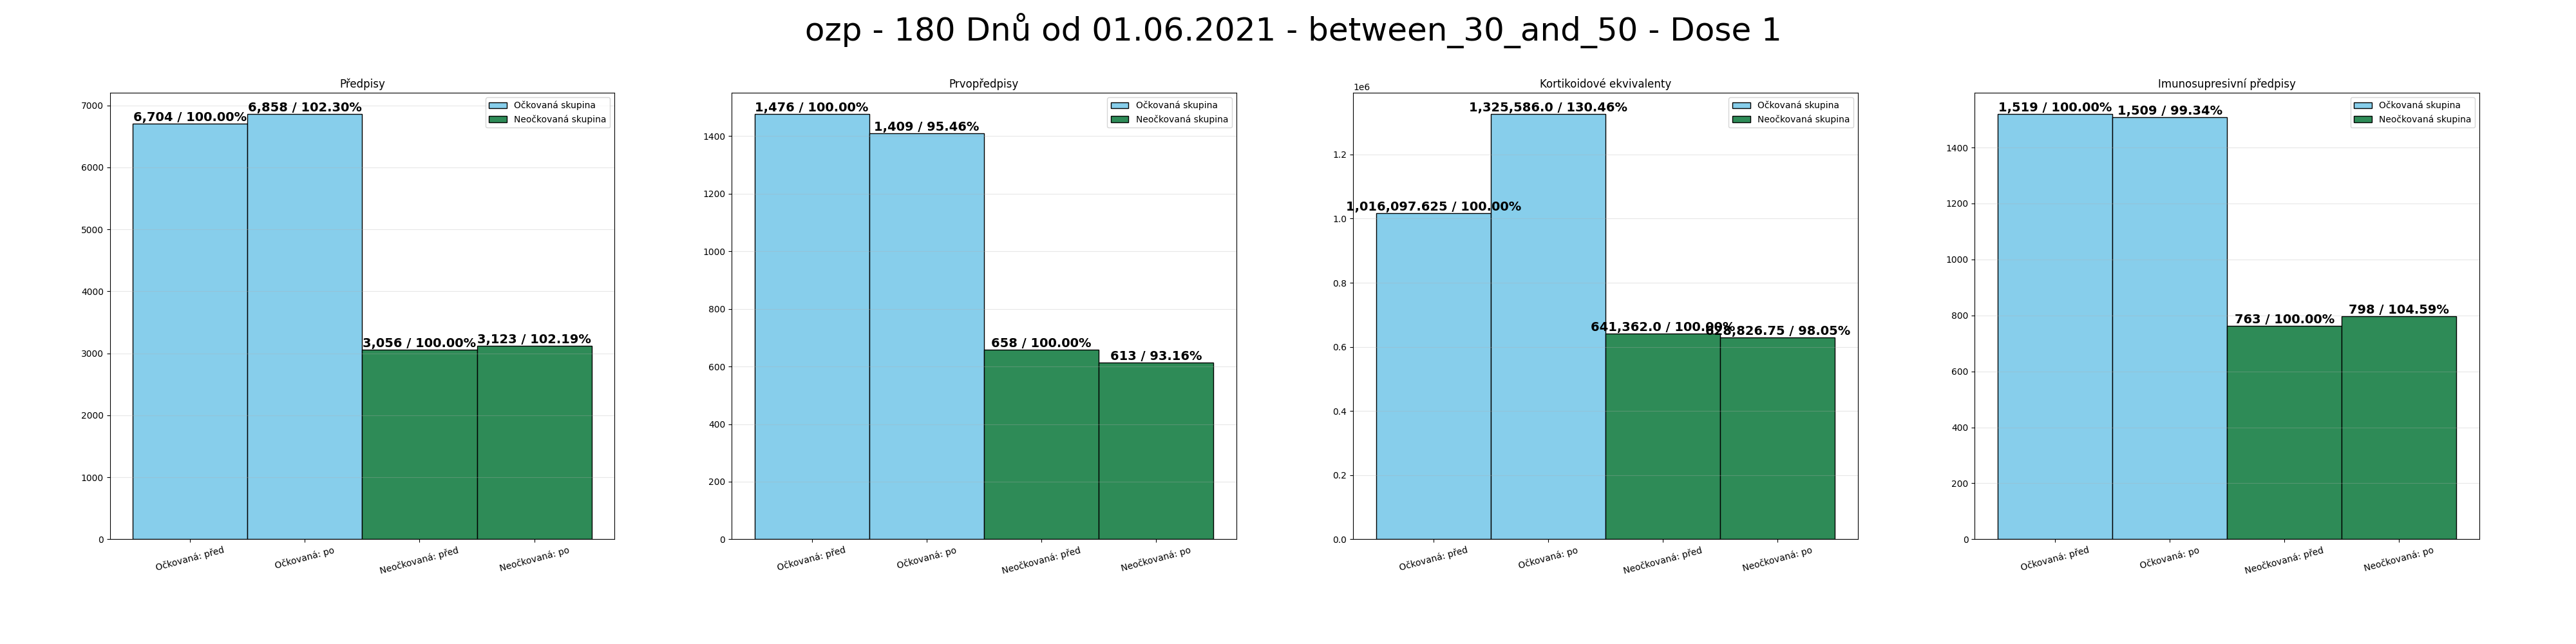 ozp - 180 Dnů od 01.06.2021 - between_30_and_50 - Dose 1
Předpisy
7000
6000
5000
4000
3000
2000
1000
0
6,704 / 100.00%
6,858 / 102.30%
3,056 / 100.00%
3,123 / 102.19%
Očkovaná skupina
Neočkovaná skupina
Očkovaná: před
Očkovaná: po
Neočkovaná: před
Neočkovaná: po
Prvopředpisy
1400
1200
1000
800
600
400
200
0
1,476 / 100.00%
1,409 / 95.46%
658 / 100.00%
613 / 93.16%
Očkovaná skupina
Neočkovaná skupina
Očkovaná: před
Očkovaná: po
Neočkovaná: před
Neočkovaná: po
Kortikoidové ekvivalenty
1e6
1.2
1.0
0.8
0.6
0.4
0.2
0.0
1,016,097.625 / 100.00%
1,325,586.0 / 130.46%
641,362.0 / 100.00%
628,826.75 / 98.05%
Očkovaná skupina
Neočkovaná skupina
Očkovaná: před
Očkovaná: po
Neočkovaná: před
Neočkovaná: po
Imunosupresivní předpisy
1400
1200
1000
800
600
400
200
0
1,519 / 100.00%
1,509 / 99.34%
763 / 100.00%
798 / 104.59%
Očkovaná skupina
Neočkovaná skupina
Očkovaná: před
Očkovaná: po
Neočkovaná: před
Neočkovaná: po